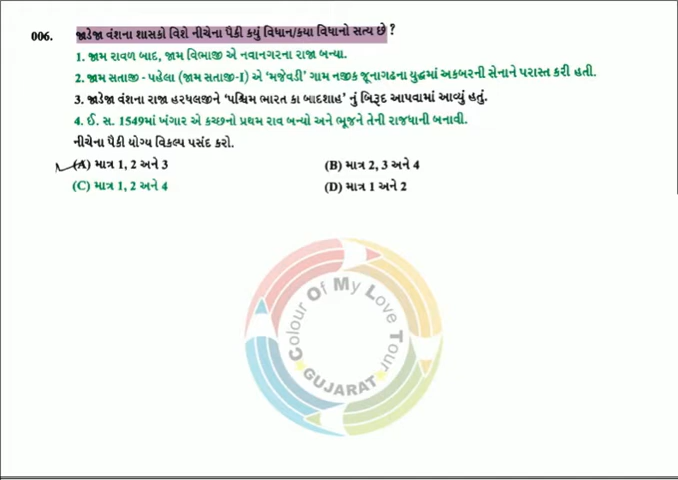 006. જાડેજા વંશના શાસકો વિશે નીચેના પૈકી કયું વિધાન/કયા વિધાનો સત્ય છે ?
1. જામ રાવળ બાદ, જામ વિભાજી એ નવાનગરના રાજા બન્યા.
2. જામ સતાજી - પહેલા (જામ સતાજી-I) એ 'મજેવડી' ગામ નજીક જૂનાગઢના યુદ્ધમાં અકબરની સેનાને પરાસ્ત કરી હતી.
3. જાડેજા વંશના રાજા હરધલજીને 'પશ્ચિમ ભારત કા બાદશાહ' નું બિરૂદ આપવામાં આવ્યું હતું.
4. ઈ. સ. 1549માં ખંગાર એ કચ્છનો પ્રથમ રાવ બન્યો અને ભૂજને તેની રાજધાની બનાવી.
નીચેના પૈકી યોગ્ય વિકલ્પ પસંદ કરો.
(A) માત્ર 1, 2 અને 3 (B) માત્ર 2, 3 અને 4
(C) માત્ર 1, 2 અને 4 (D) માત્ર 1 અને 2
Colour Of My Love Tour
GUJARAT